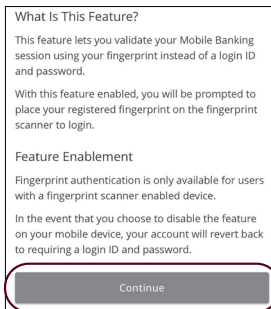 What Is This Feature?
This feature lets you validate your Mobile Banking
session using your fingerprint instead of a login ID
and password.
With this feature enabled, you will be prompted to
place your registered fingerprint on the fingerprint
scanner to login.
Feature Enablement
Fingerprint authentication is only available for users
with a fingerprint scanner enabled device.
In the event that you choose to disable the feature
on your mobile device, your account will revert back
to requiring a login ID and password.
Continue